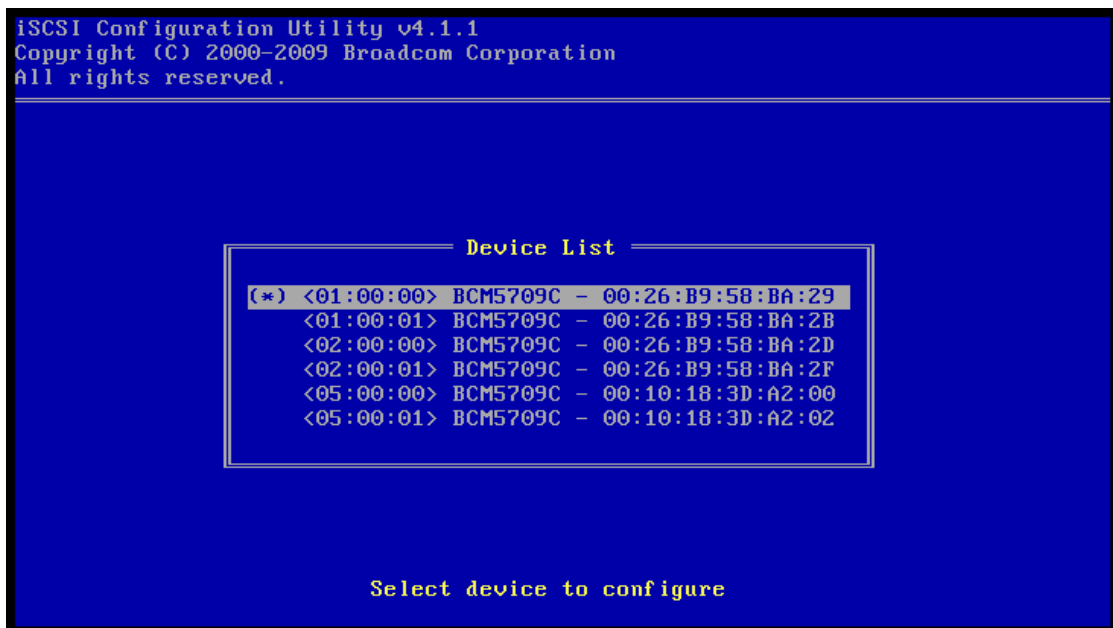 iSCSI Configuration Utility v4.1.1
Copyright (C) 2000-2009 Broadcom Corporation
All rights reserved.
Device List
(*) <01:00:00> BCM5709C - 00:26:B9:58:BA:29
<01:00:01> BCM5709C - 00:26:B9:58:BA:2B
<02:00:00> BCM5709C - 00:26:B9:58:BA:2D
<02:00:01> BCM5709C - 00:26:B9:58:BA:2F
<05:00:00> BCM5709C - 00:10:18:3D:A2:00
<05:00:01> BCM5709C - 00:10:18:3D:A2:02
Select device to configure